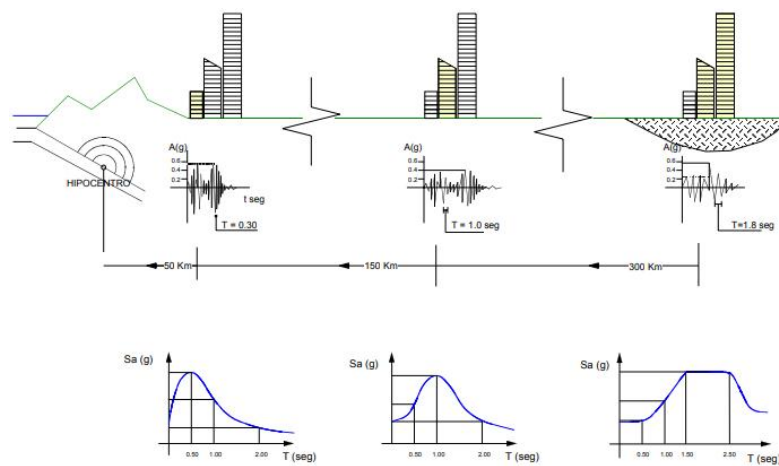 A(g)
0.6
0.4
0.2
t seg
T = 0.30
HIPOCENTRO
A(g)
0.6
0.4
0.2
T = 1.0 seg
A(g)
0.6
0.4
0.2
T=1.8 seg
50 Km
150 Km
300 Km
Sa (g)
0.50
1.00
2.00
T (seg)
Sa (g)
0.50
1.00
2.00
T (seg)
Sa (g)
0.50
1.00
1.50
2.50
T (seg)